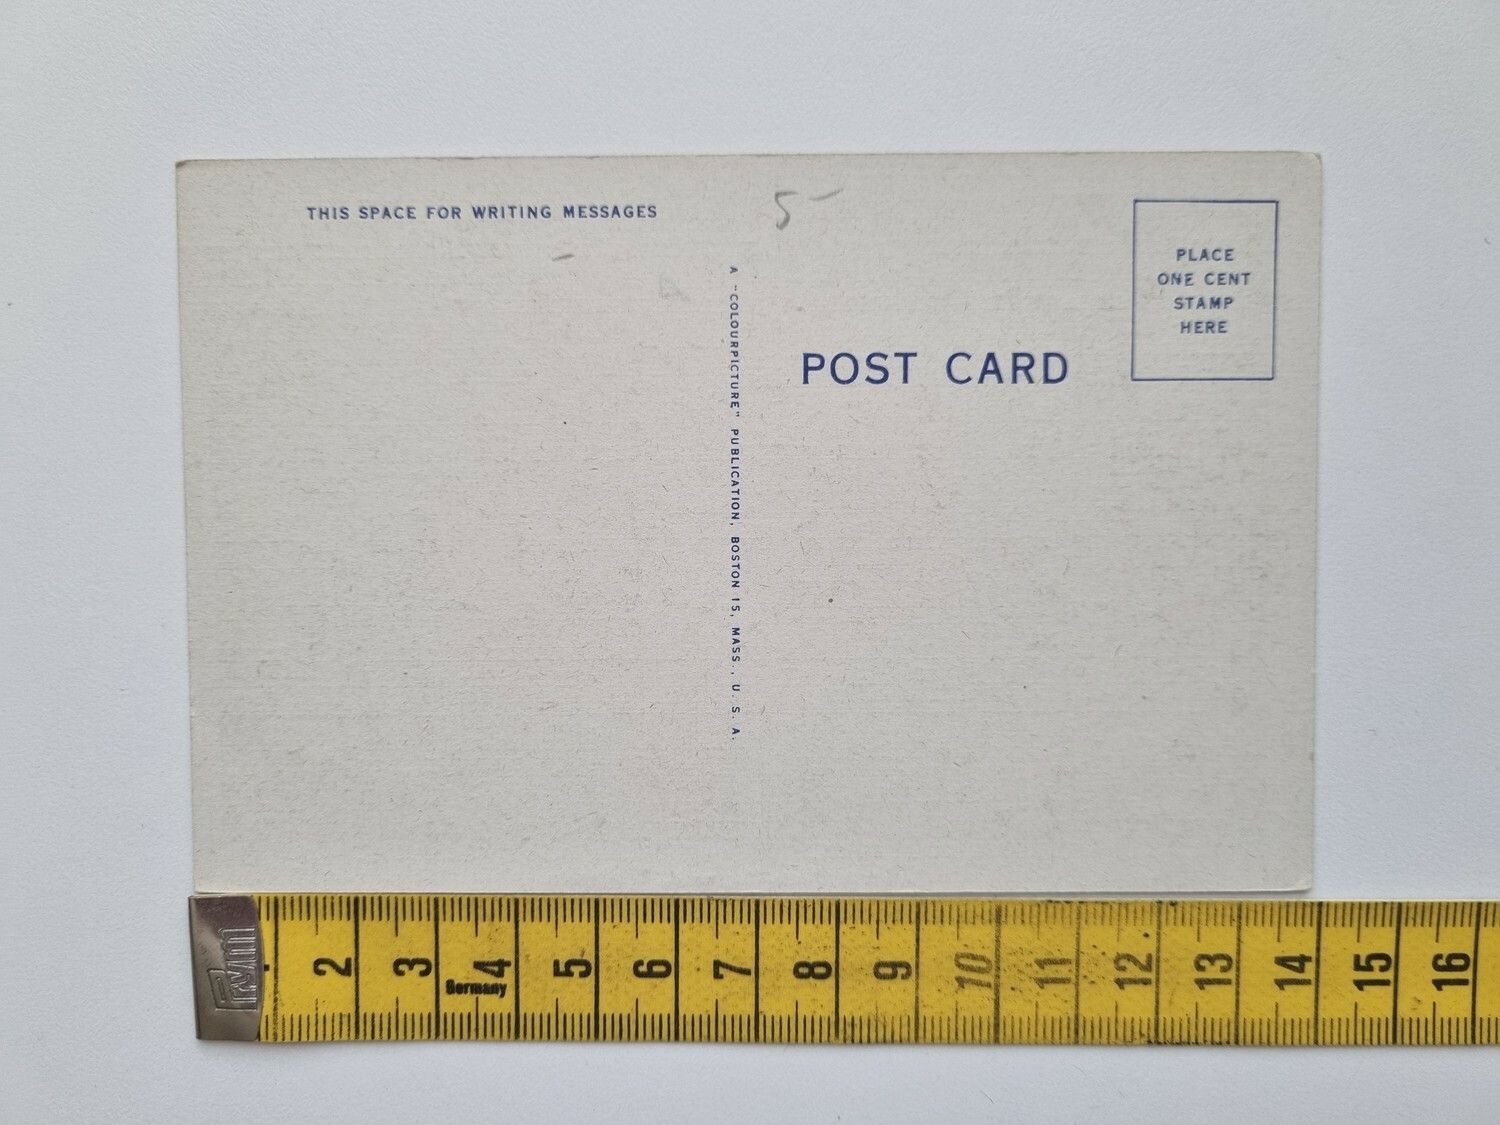 THIS SPACE FOR WRITING MESSAGES
5-
A "COLOURPICTURE" PUBLICATION, BOSTON 15, MASS., U. S. A.
POST CARD
PLACE
ONE CENT
STAMP
HERE
2 3 4 5 6 7 8 9 10 11 12 13 14 15 16
Germany